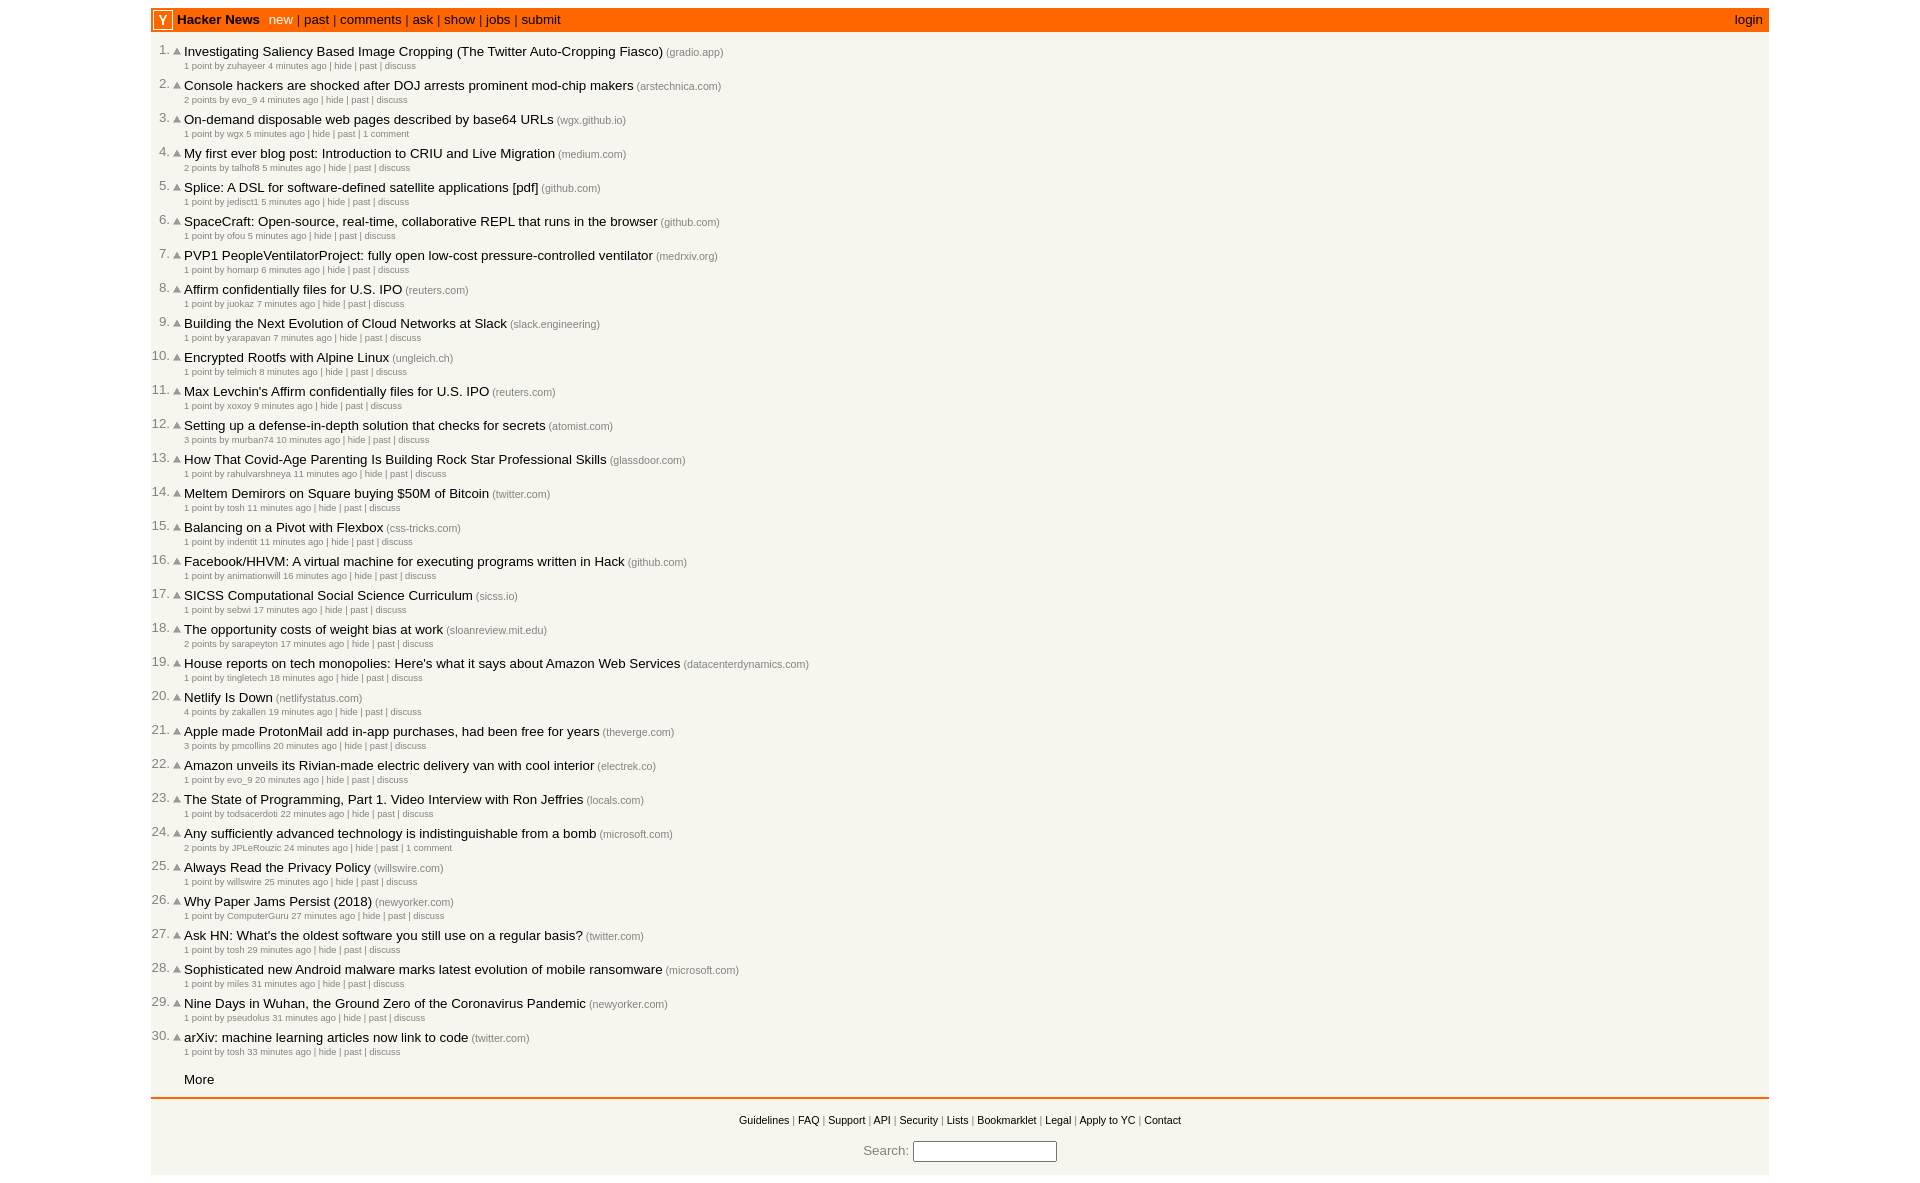 Y Hacker News new | past | comments | ask | show | jobs | submit login
1. Investigating Saliency Based Image Cropping (The Twitter Auto-Cropping Fiasco) (gradio.app)
1 point by zuhayeer 4 minutes ago | hide | past | discuss
2. Console hackers are shocked after DOJ arrests prominent mod-chip makers (arstechnica.com)
2 points by evo_9 4 minutes ago | hide | past | discuss
3. On-demand disposable web pages described by base64 URLs (wgx.github.io)
1 point by wgx 5 minutes ago | hide | past | 1 comment
4. My first ever blog post: Introduction to CRIU and Live Migration (medium.com)
2 points by talhof8 5 minutes ago | hide | past | discuss
5. Splice: A DSL for software-defined satellite applications [pdf] (github.com)
1 point by jedisct1 5 minutes ago | hide | past | discuss
6. SpaceCraft: Open-source, real-time, collaborative REPL that runs in the browser (github.com)
1 point by ofou 5 minutes ago | hide | past | discuss
7. PVP1 PeopleVentilatorProject: fully open low-cost pressure-controlled ventilator (medrxiv.org)
1 point by homarp 6 minutes ago | hide | past | discuss
8. Affirm confidentially files for U.S. IPO (reuters.com)
1 point by juokaz 7 minutes ago | hide | past | discuss
9. Building the Next Evolution of Cloud Networks at Slack (slack.engineering)
1 point by yarapavan 7 minutes ago | hide | past | discuss
10. Encrypted Rootfs with Alpine Linux (ungleich.ch)
1 point by telmich 8 minutes ago | hide | past | discuss
11. Max Levchin's Affirm confidentially files for U.S. IPO (reuters.com)
1 point by xoxoy 9 minutes ago | hide | past | discuss
12. Setting up a defense-in-depth solution that checks for secrets (atomist.com)
3 points by murban74 10 minutes ago | hide | past | discuss
13. How That Covid-Age Parenting Is Building Rock Star Professional Skills (glassdoor.com)
1 point by rahulvarshneya 11 minutes ago | hide | past | discuss
14. Meltem Demirors on Square buying $50M of Bitcoin (twitter.com)
1 point by tosh 11 minutes ago | hide | past | discuss
15. Balancing on a Pivot with Flexbox (css-tricks.com)
1 point by indentit 11 minutes ago | hide | past | discuss
16. Facebook/HHVM: A virtual machine for executing programs written in Hack (github.com)
1 point by animationwill 16 minutes ago | hide | past | discuss
17. SICSS Computational Social Science Curriculum (sicss.io)
1 point by sebwi 17 minutes ago | hide | past | discuss
18. The opportunity costs of weight bias at work (sloanreview.mit.edu)
2 points by sarapeyton 17 minutes ago | hide | past | discuss
19. House reports on tech monopolies: Here's what it says about Amazon Web Services (datacenterdynamics.com)
1 point by tingletech 18 minutes ago | hide | past | discuss
20. Netlify Is Down (netlifystatus.com)
4 points by zakallen 19 minutes ago | hide | past | discuss
21. Apple made ProtonMail add in-app purchases, had been free for years (theverge.com)
3 points by pmcollins 20 minutes ago | hide | past | discuss
22. Amazon unveils its Rivian-made electric delivery van with cool interior (electrek.co)
1 point by evo_9 20 minutes ago | hide | past | discuss
23. The State of Programming, Part 1. Video Interview with Ron Jeffries (locals.com)
1 point by todsacerdoti 22 minutes ago | hide | past | discuss
24. Any sufficiently advanced technology is indistinguishable from a bomb (microsoft.com)
2 points by JPLeRouzic 24 minutes ago | hide | past | 1 comment
25. Always Read the Privacy Policy (willswire.com)
1 point by willswire 25 minutes ago | hide | past | discuss
26. Why Paper Jams Persist (2018) (newyorker.com)
1 point by ComputerGuru 27 minutes ago | hide | past | discuss
27. Ask HN: What's the oldest software you still use on a regular basis? (twitter.com)
1 point by tosh 29 minutes ago | hide | past | discuss
28. Sophisticated new Android malware marks latest evolution of mobile ransomware (microsoft.com)
1 point by miles 31 minutes ago | hide | past | discuss
29. Nine Days in Wuhan, the Ground Zero of the Coronavirus Pandemic (newyorker.com)
1 point by pseudolus 31 minutes ago | hide | past | discuss
30. arXiv: machine learning articles now link to code (twitter.com)
1 point by tosh 33 minutes ago | hide | past | discuss
More
Guidelines | FAQ | Support | API | Security | Lists | Bookmarklet | Legal | Apply to YC | Contact
Search: